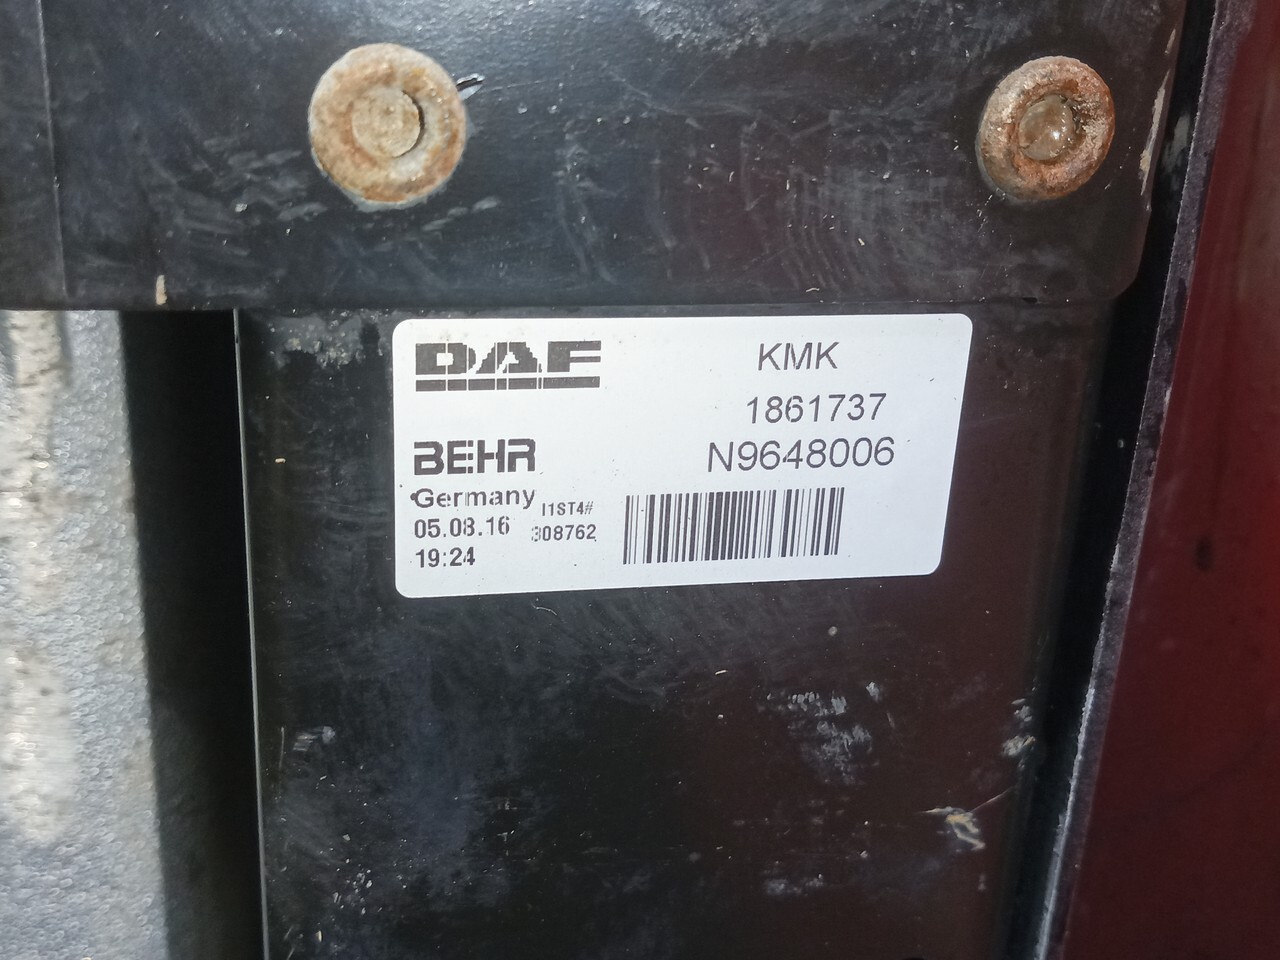 DAF
KMK
1861737
BEHR
N9648006
Germany
I1ST4#
05.08.16
308762
19:24